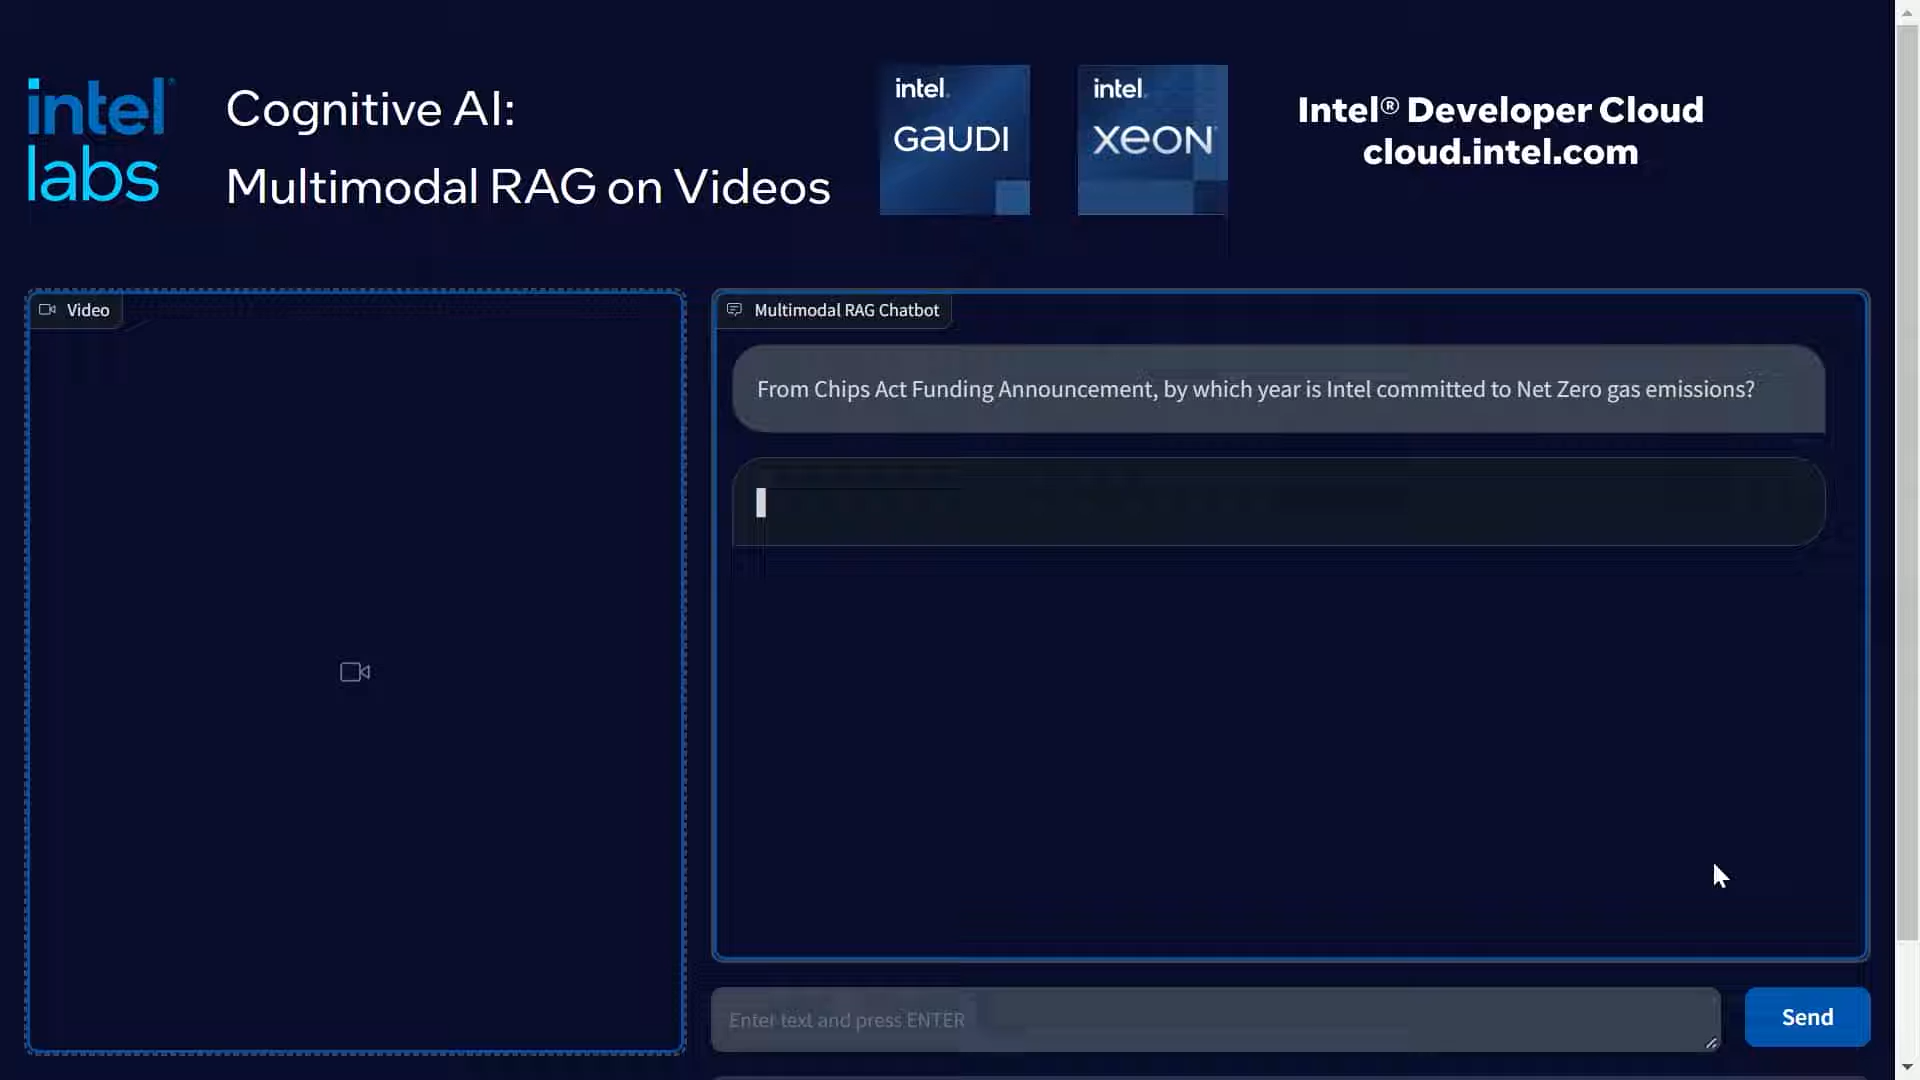 intel
labs
Cognitive AI:
Multimodal RAG on Videos
intel.
GAUDI
intel.
XEON
Intel® Developer Cloud
cloud.intel.com
Video
Multimodal RAG Chatbot
From Chips Act Funding Announcement, by which year is Intel committed to Net Zero gas emissions?
Enter text and press ENTER
Send